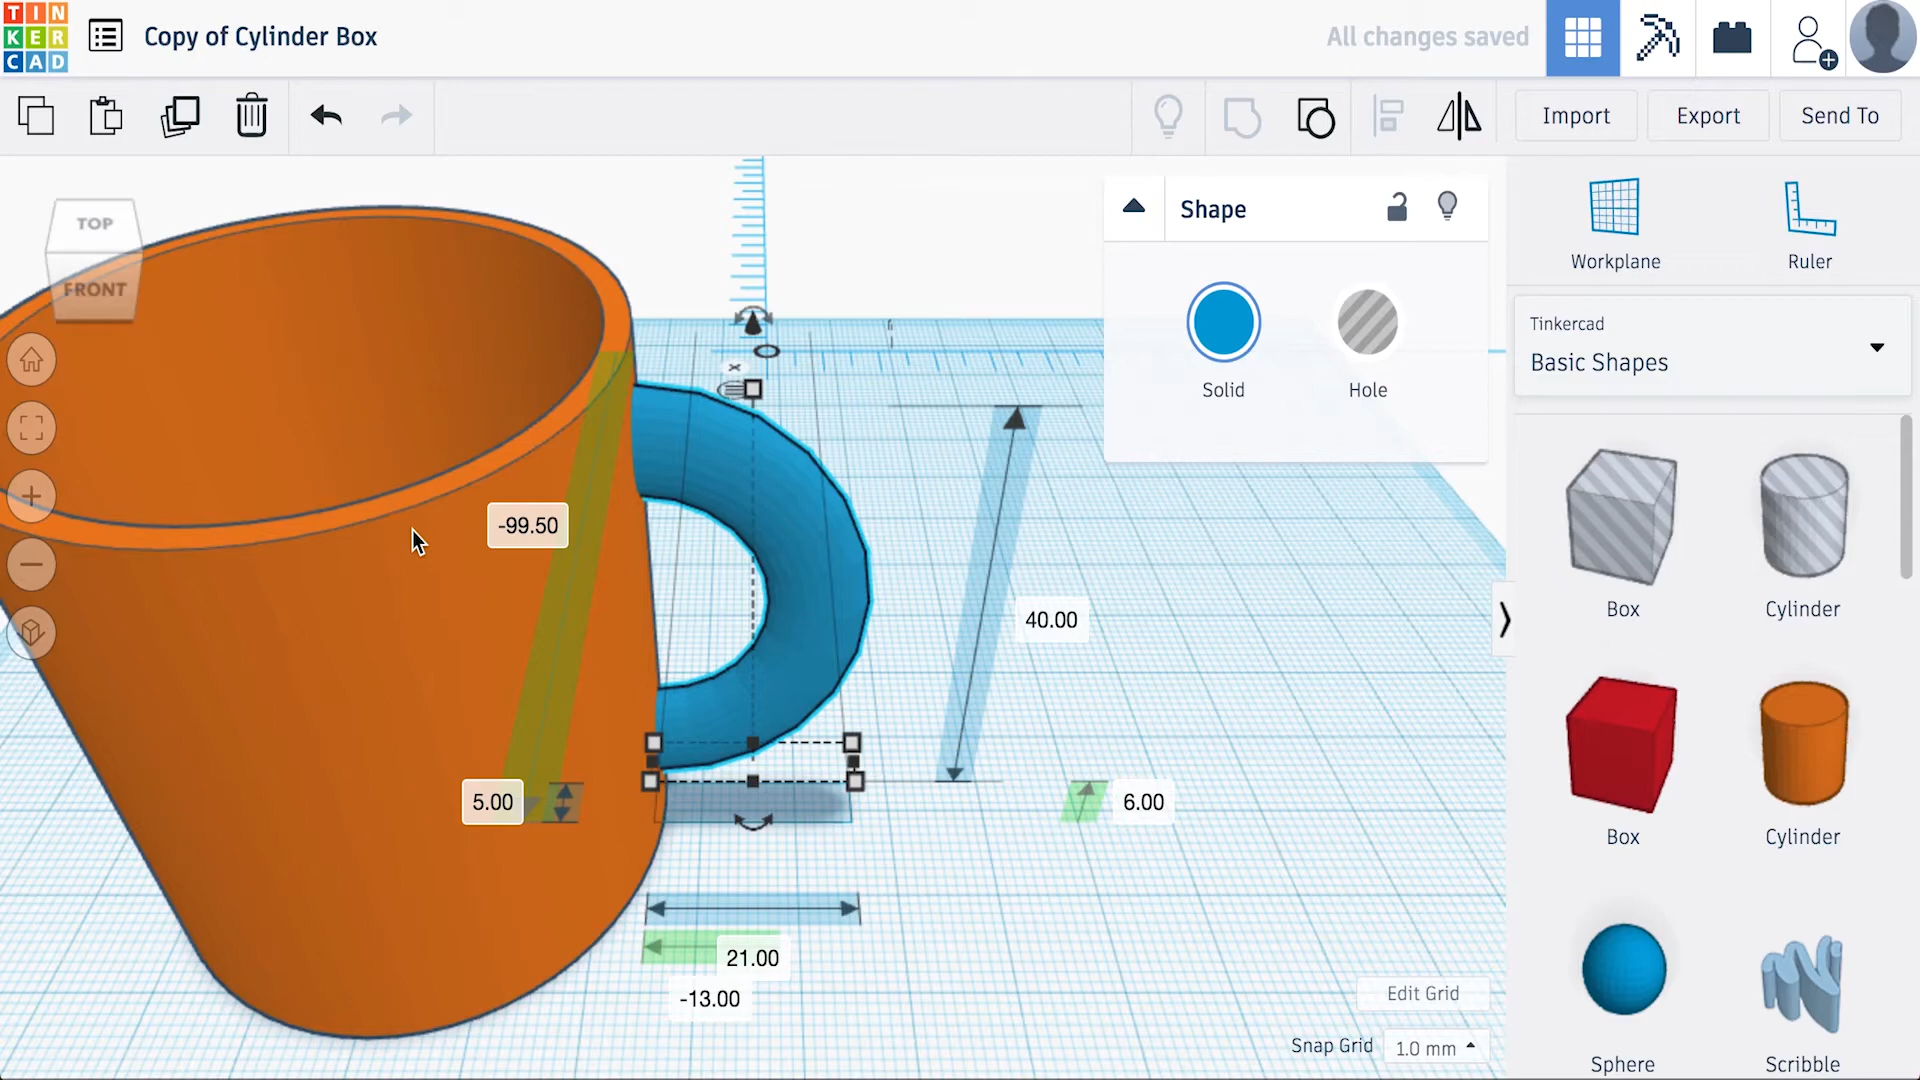 TIN
KER
CAD
Copy of Cylinder Box
All changes saved
Import
Export
Send To
TOP
FRONT
Shape
Solid
Hole
Workplane
Ruler
Tinkercad
Basic Shapes
-99.50
40.00
5.00
6.00
21.00
-13.00
Box
Cylinder
Box
Cylinder
Sphere
Scribble
Edit Grid
Snap Grid
1.0 mm